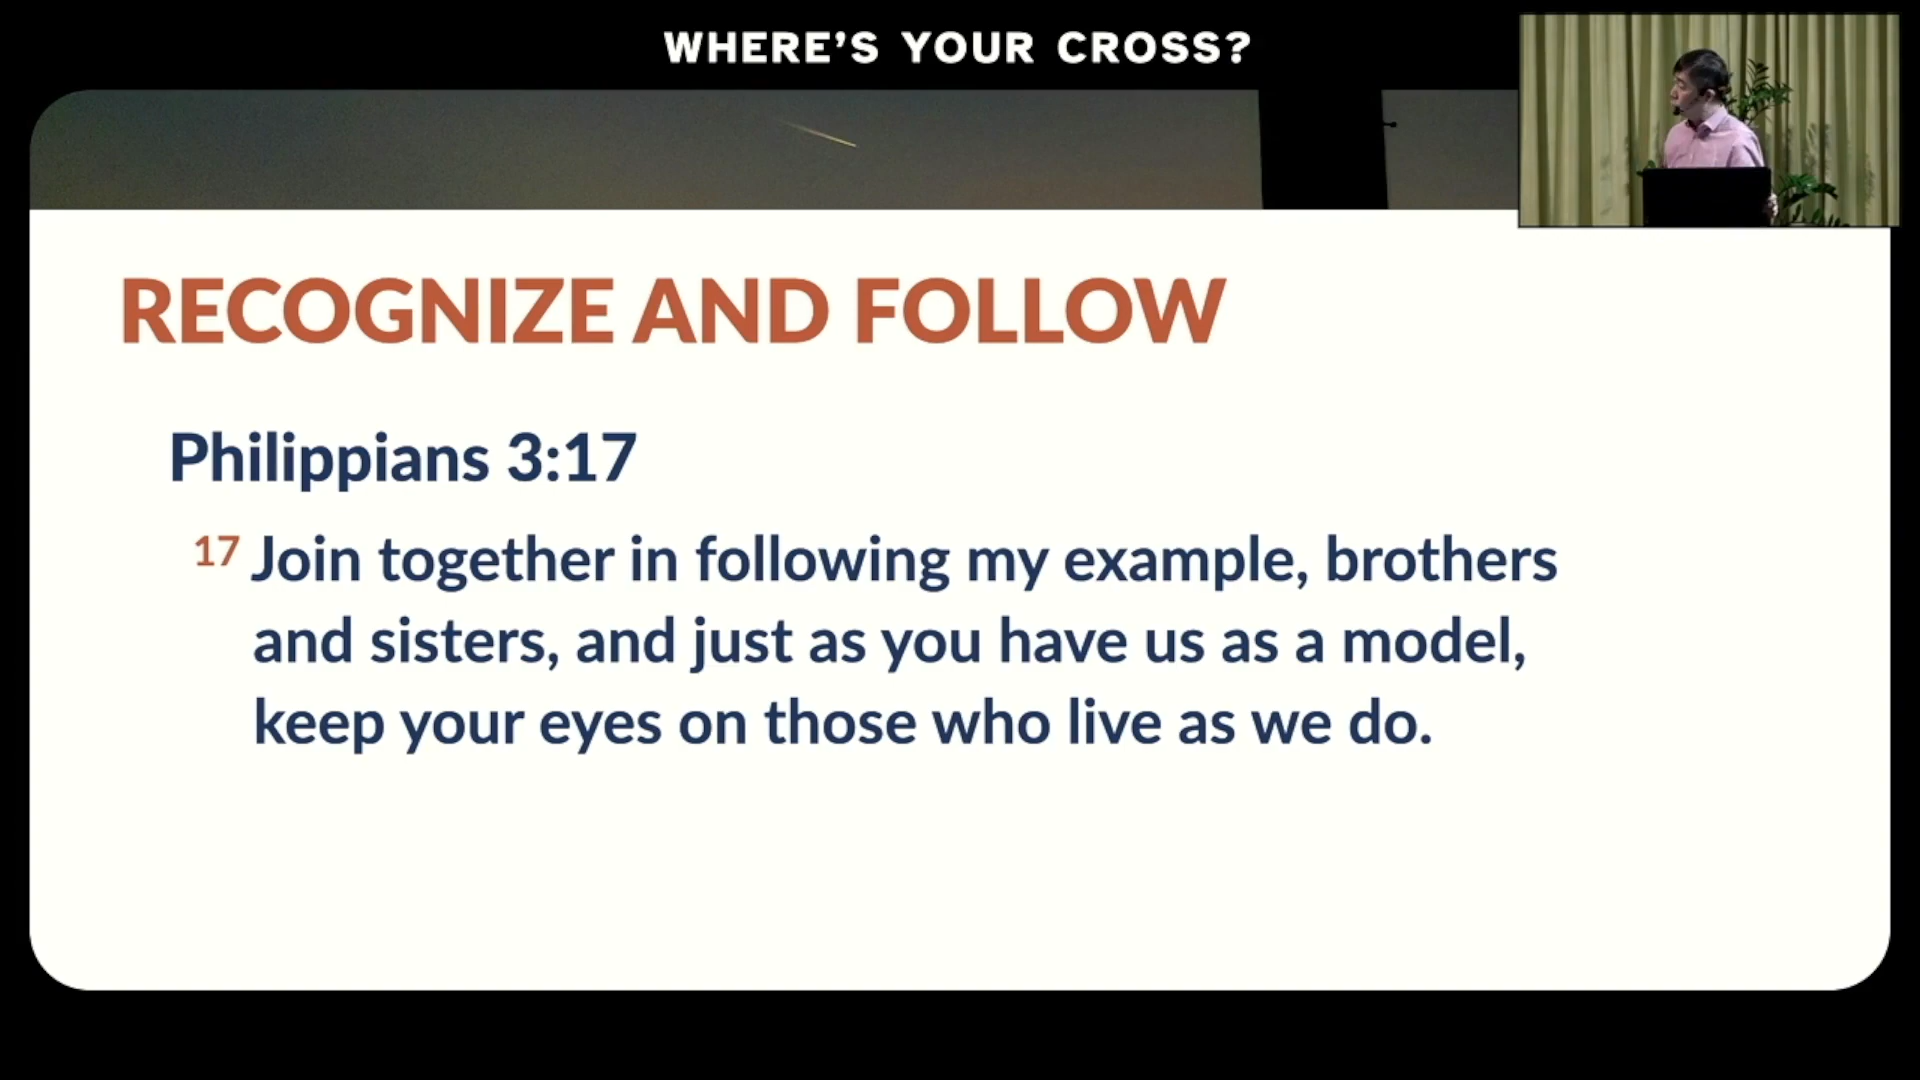 WHERE'S YOUR CROSS?
RECOGNIZE AND FOLLOW
Philippians 3:17
17 Join together in following my example, brothers
and sisters, and just as you have us as a model,
keep your eyes on those who live as we do.